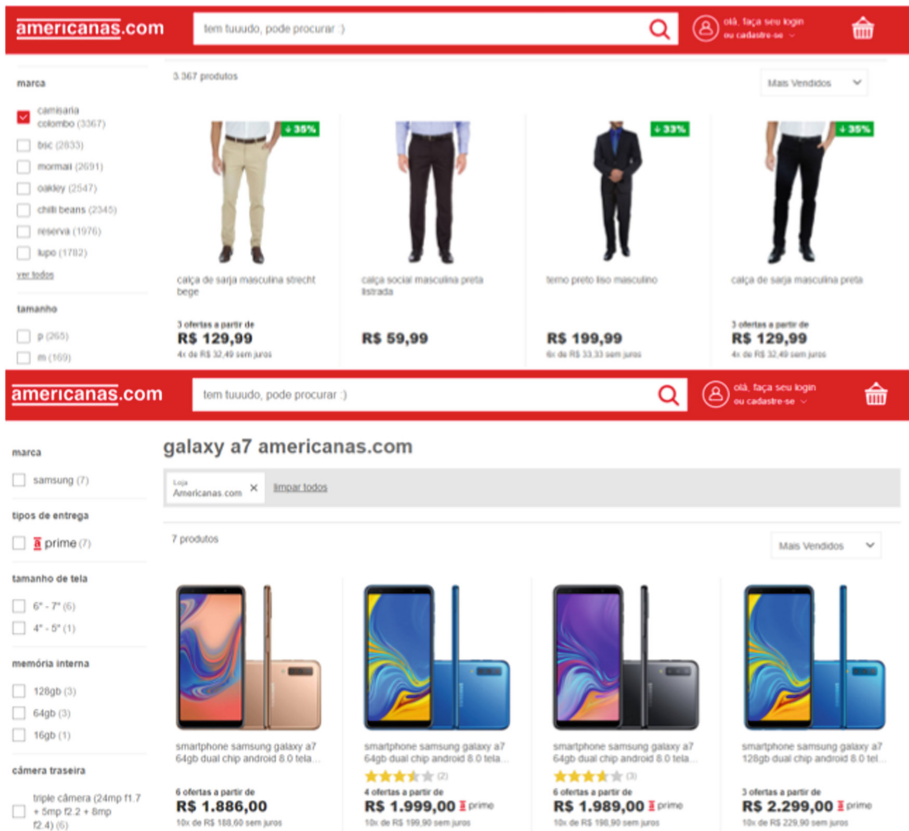 americanas.com
tem tuuudo, pode procurar :)
olá, faça seu login
ou cadastre-se
marca
camisaria
colombo (3367)
bsc (2833)
mormaii (2691)
oakley (2547)
chilli beans (2345)
reserva (1976)
lupo (1782)
ver todos
tamanho
p (265)
m (169)
3.367 produtos
Mais Vendidos
35%
33%
35%
calça de sarja masculina strecht
bege
3 ofertas a partir de
R$ 129,99
4x de R$ 32,49 sem juros
calça social masculina preta
listrada
R$ 59,99
terno preto liso masculino
R$ 199,99
6x de R$ 33,33 sem juros
calça de sarja masculina preta
3 ofertas a partir de
R$ 129,99
4x de R$ 32,49 sem juros
americanas.com
tem tuuudo, pode procurar :)
olá, faça seu login
ou cadastre-se
marca
samsung (7)
tipos de entrega
a prime (7)
tamanho de tela
6" - 7" (6)
4" - 5" (1)
memória interna
128gb (3)
64gb (3)
16gb (1)
câmera traseira
triple câmera (24mp f1.7
+ 5mp f2.2 + 8mp
f2.4) (6)
galaxy a7 americanas.com
Loja
Americanas.com
limpar todos
7 produtos
Mais Vendidos
smartphone samsung galaxy a7
64gb dual chip android 8.0 tela...
6 ofertas a partir de
R$ 1.886,00
10x de R$ 188,60 sem juros
smartphone samsung galaxy a7
64gb dual chip android 8.0 tela...
(2)
4 ofertas a partir de
R$ 1.999,00 prime
10x de R$ 199,90 sem juros
smartphone samsung galaxy a7
64gb dual chip android 8.0 tela...
(3)
6 ofertas a partir de
R$ 1.989,00 prime
10x de R$ 198,90 sem juros
smartphone samsung galaxy a7
128gb dual chip android 8.0 tel...
3 ofertas a partir de
R$ 2.299,00 prime
10x de R$ 229,90 sem juros